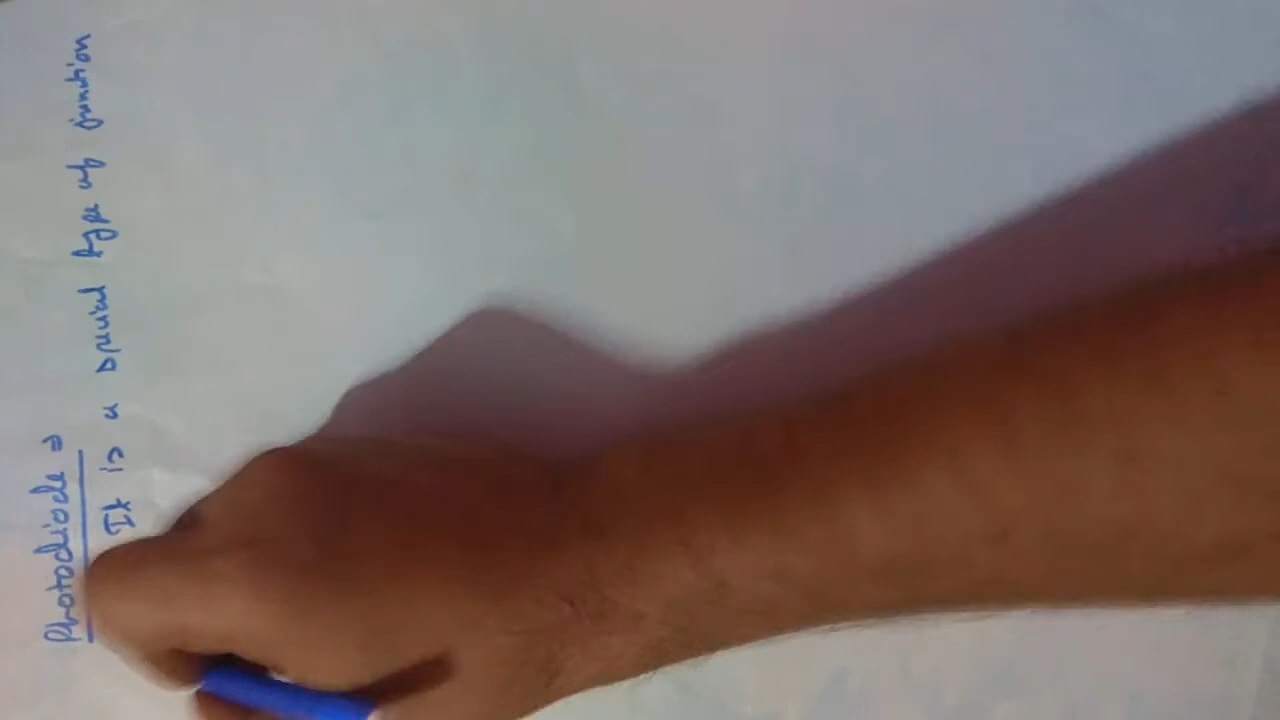 Photodiode ⇒
It is a special type of junction